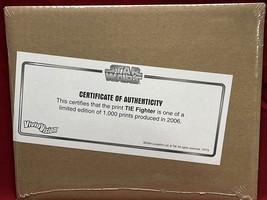 STAR WARS
CERTIFICATE OF AUTHENTICITY
This certifies that the print TIE Fighter is one of a
limited edition of 1,000 prints produced in 2006.
VividVision